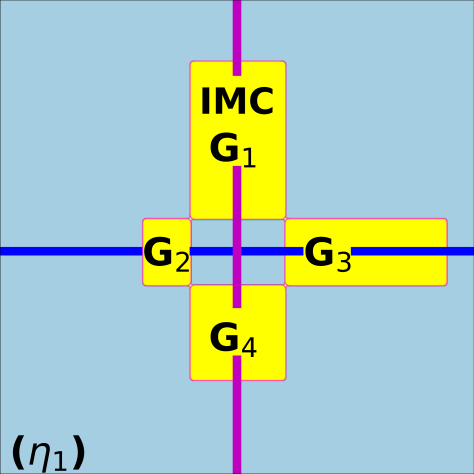 IMC
G₁
G₂ G₃
G₄
(η₁)